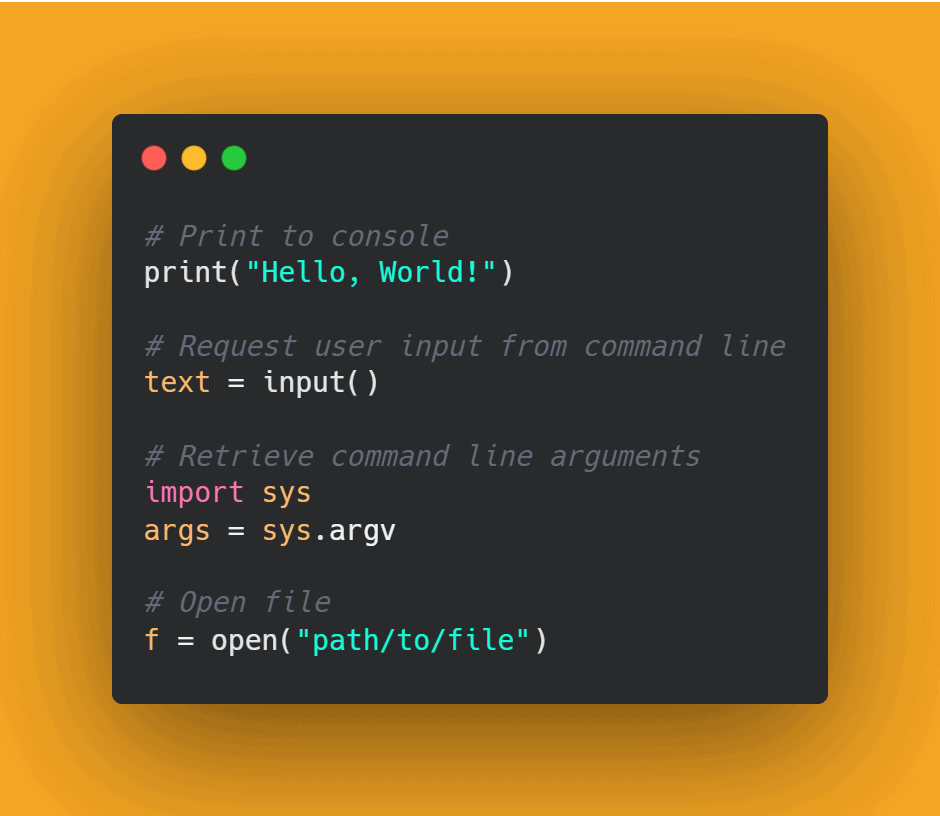 # Print to console
print("Hello, World!")
# Request user input from command line
text = input()
# Retrieve command line arguments
import sys
args = sys.argv
# Open file
f = open("path/to/file")